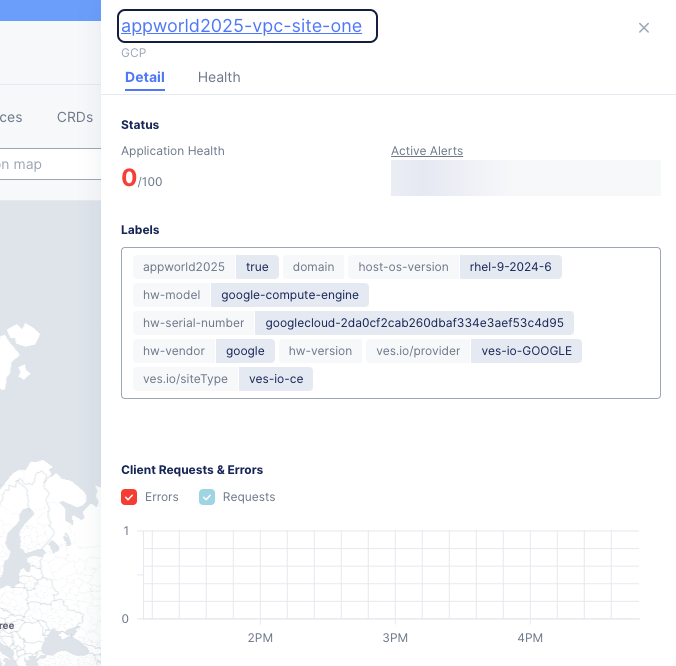 appworld2025-vpc-site-one
GCP
Detail Health
ces CRDs
on map
Status
Application Health Active Alerts
0/100
Labels
appworld2025 true domain host-os-version rhel-9-2024-6
hw-model google-compute-engine
hw-serial-number googlecloud-2da0cf2cab260dbaf334e3aef53c4d95
hw-vendor google hw-version ves.io/provider ves-io-GOOGLE
ves.io/siteType ves-io-ce
Client Requests & Errors
Errors Requests
1
0
2PM 3PM 4PM
ree